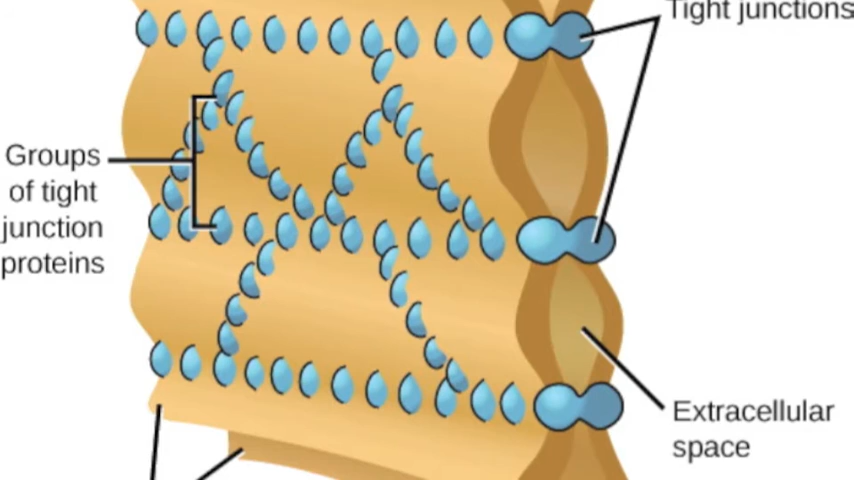 Tight junctions
Groups
of tight
junction
proteins
Extracellular
space